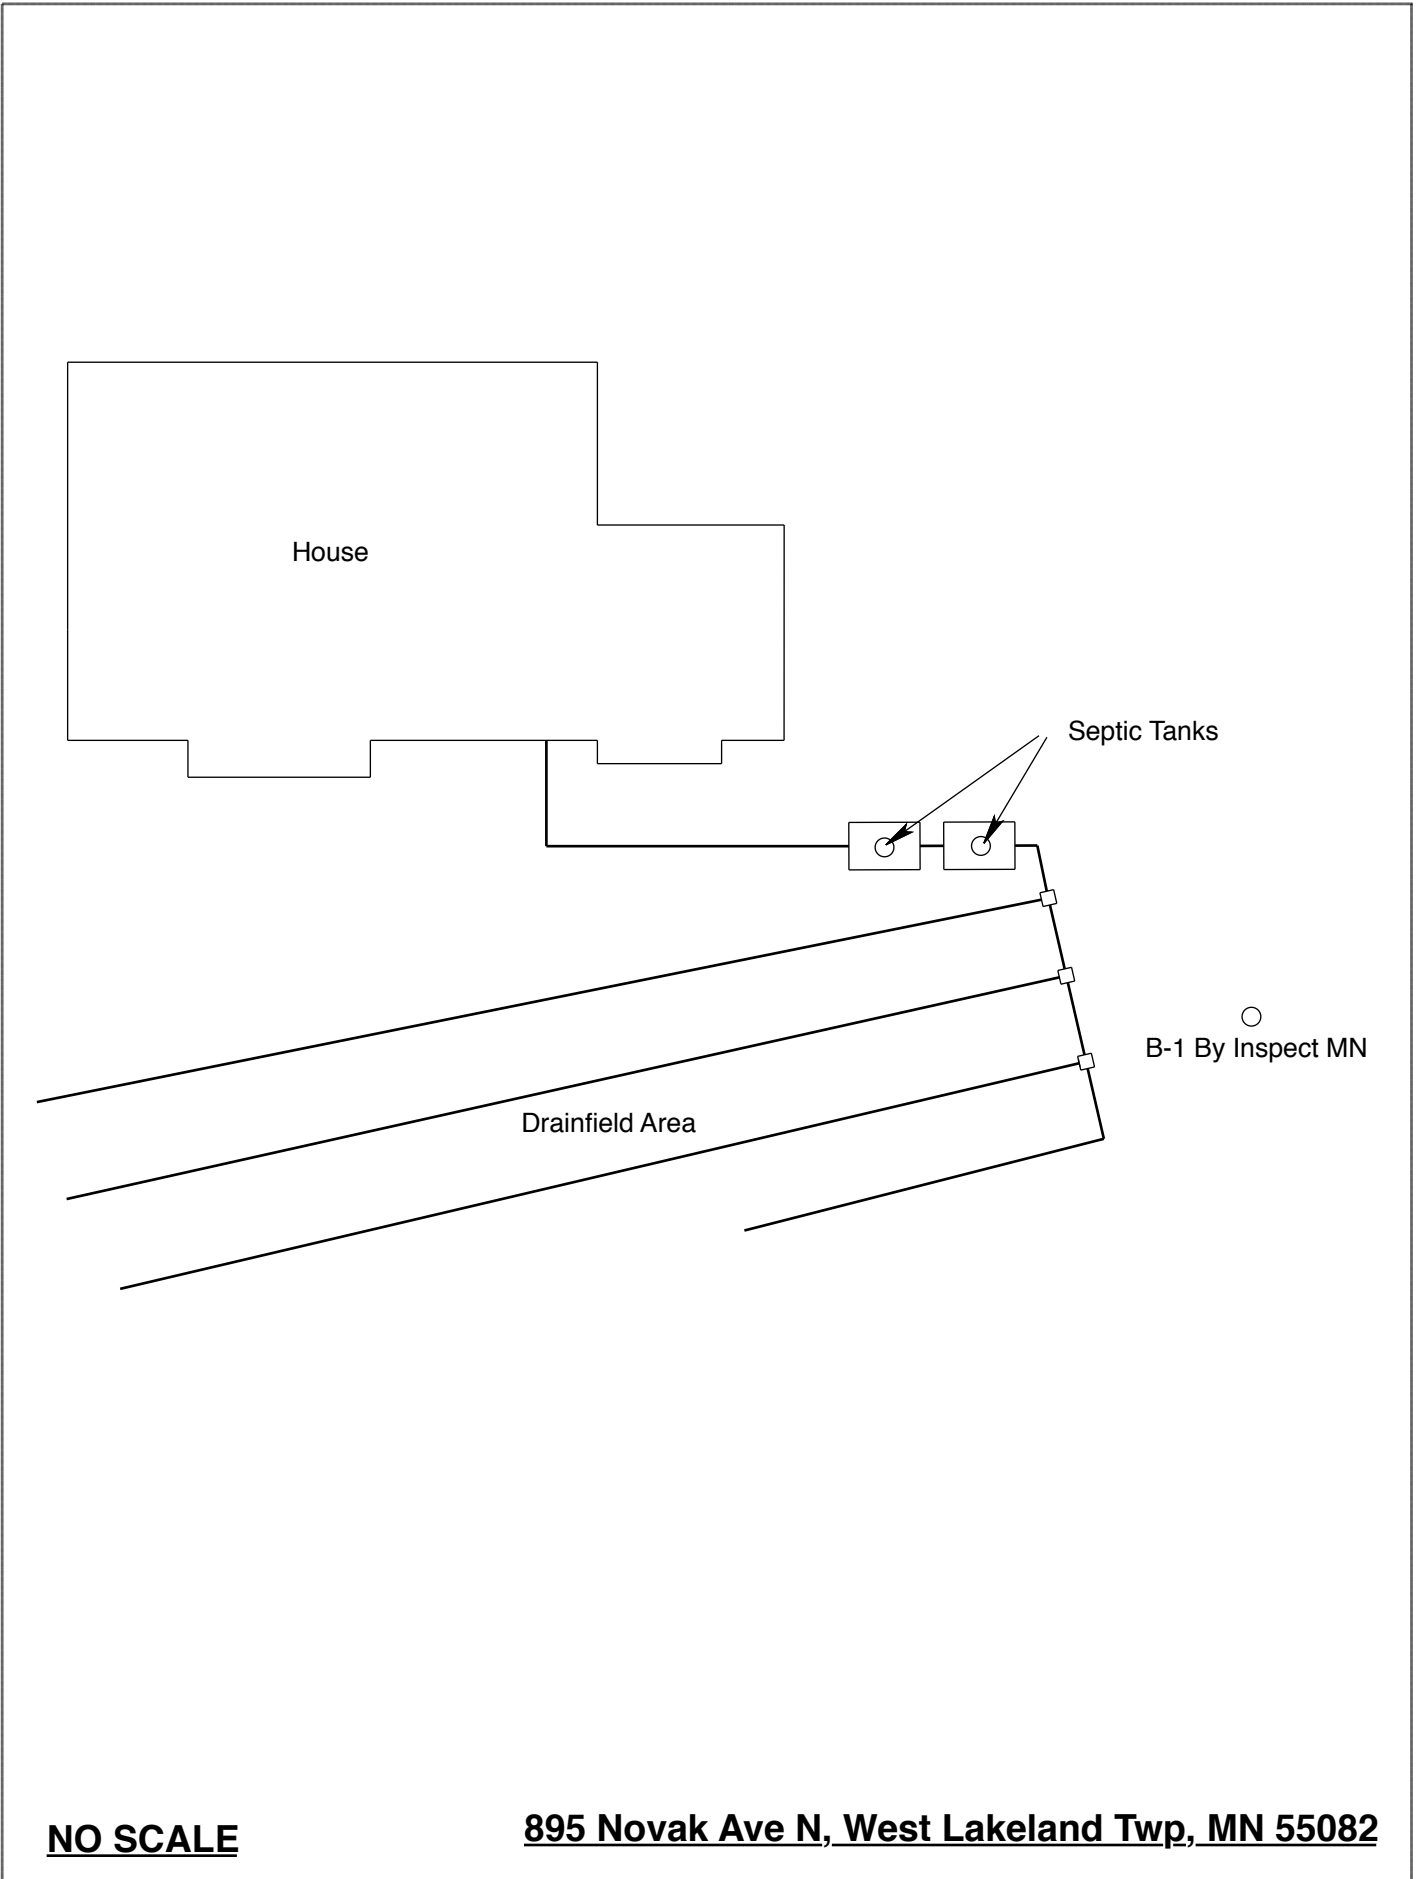 House
Septic Tanks
B-1 By Inspect MN
Drainfield Area
NO SCALE
895 Novak Ave N, West Lakeland Twp, MN 55082